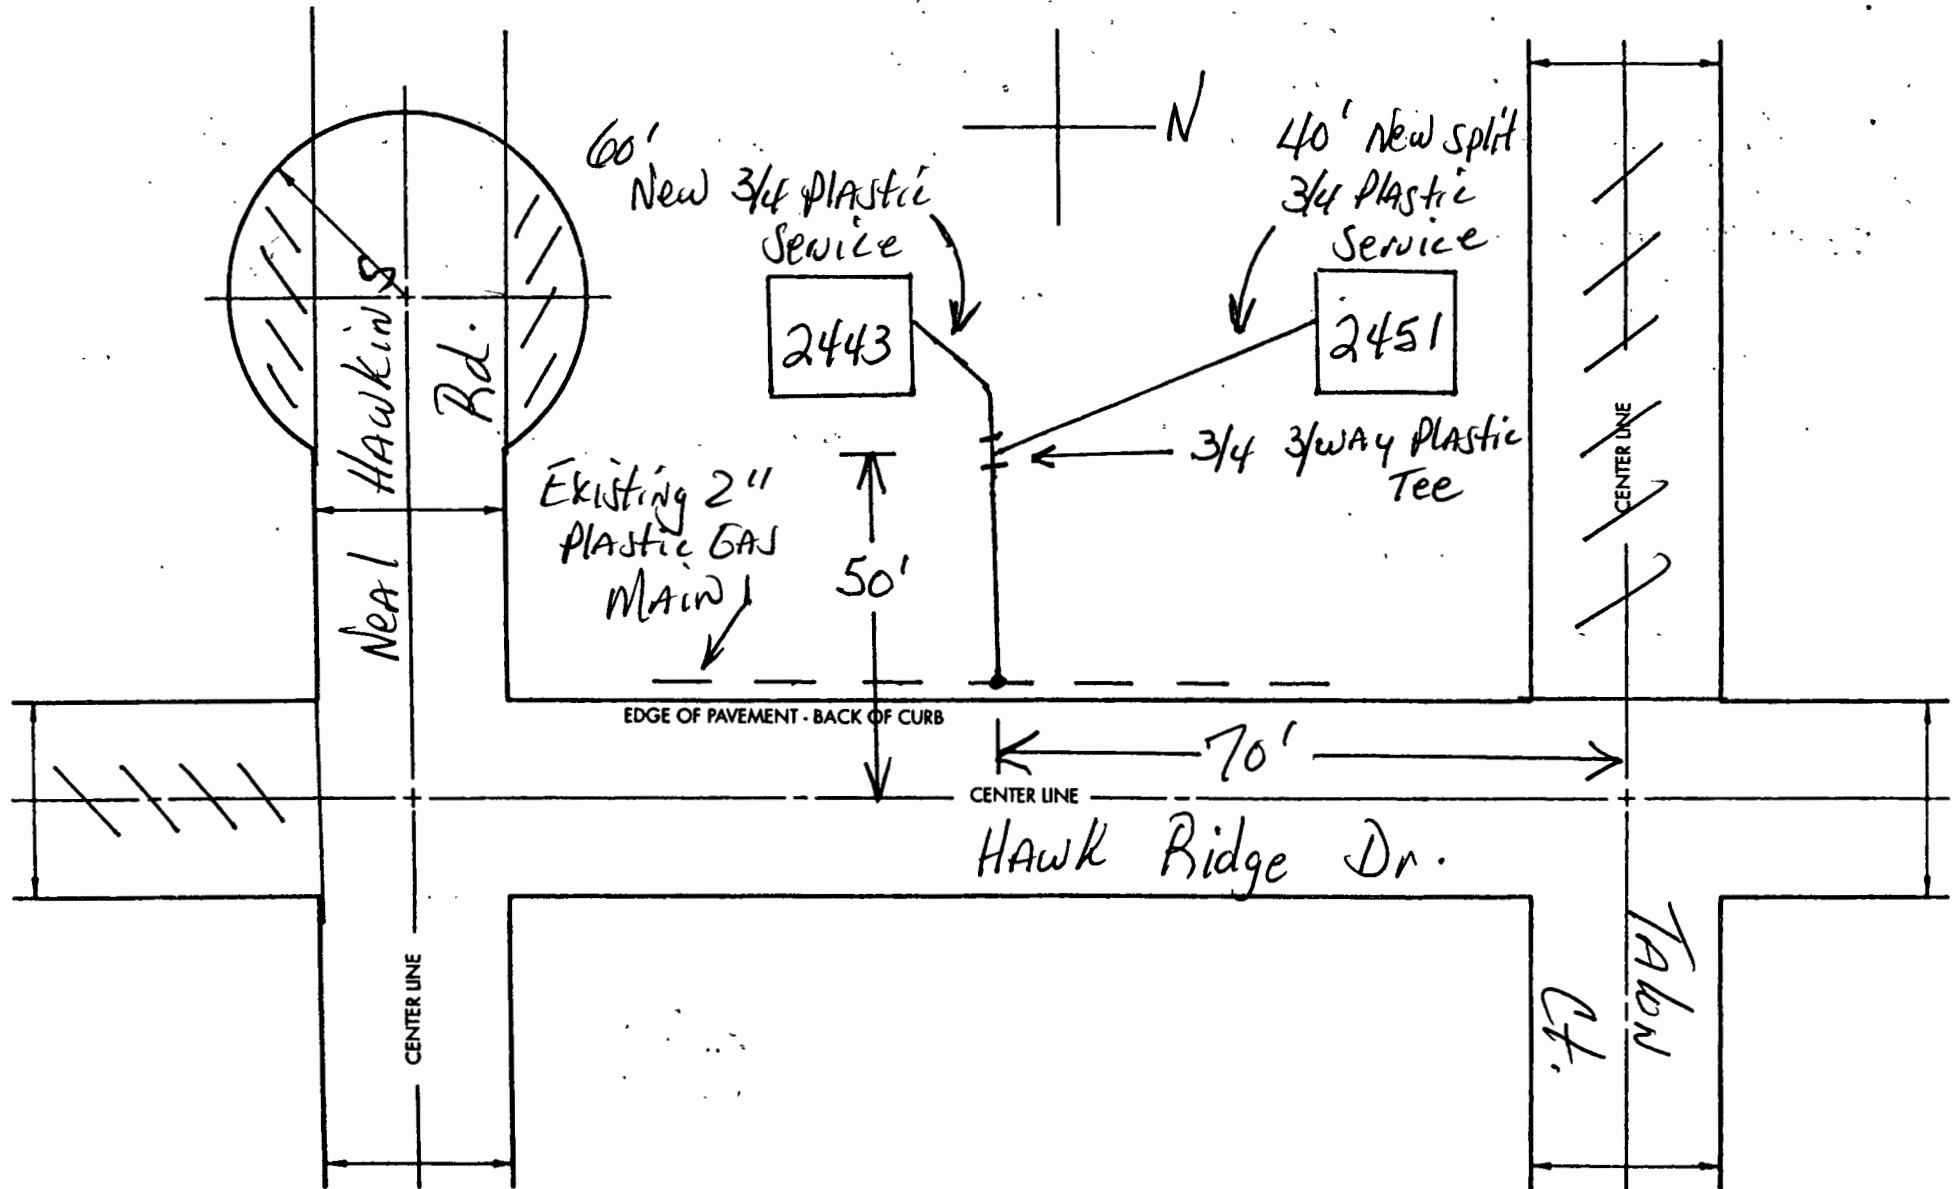 N
60'
New 3/4 Plastic
Service
40' New split
3/4 Plastic
Service
2443
2451
3/4 3/way Plastic
Tee
Neal Hawkins
Rd.
Existing 2"
Plastic Gas
Main
50'
CENTER LINE
EDGE OF PAVEMENT - BACK OF CURB
70'
CENTER LINE
Hawk Ridge Dr.
CENTER LINE
Talon
Ct.